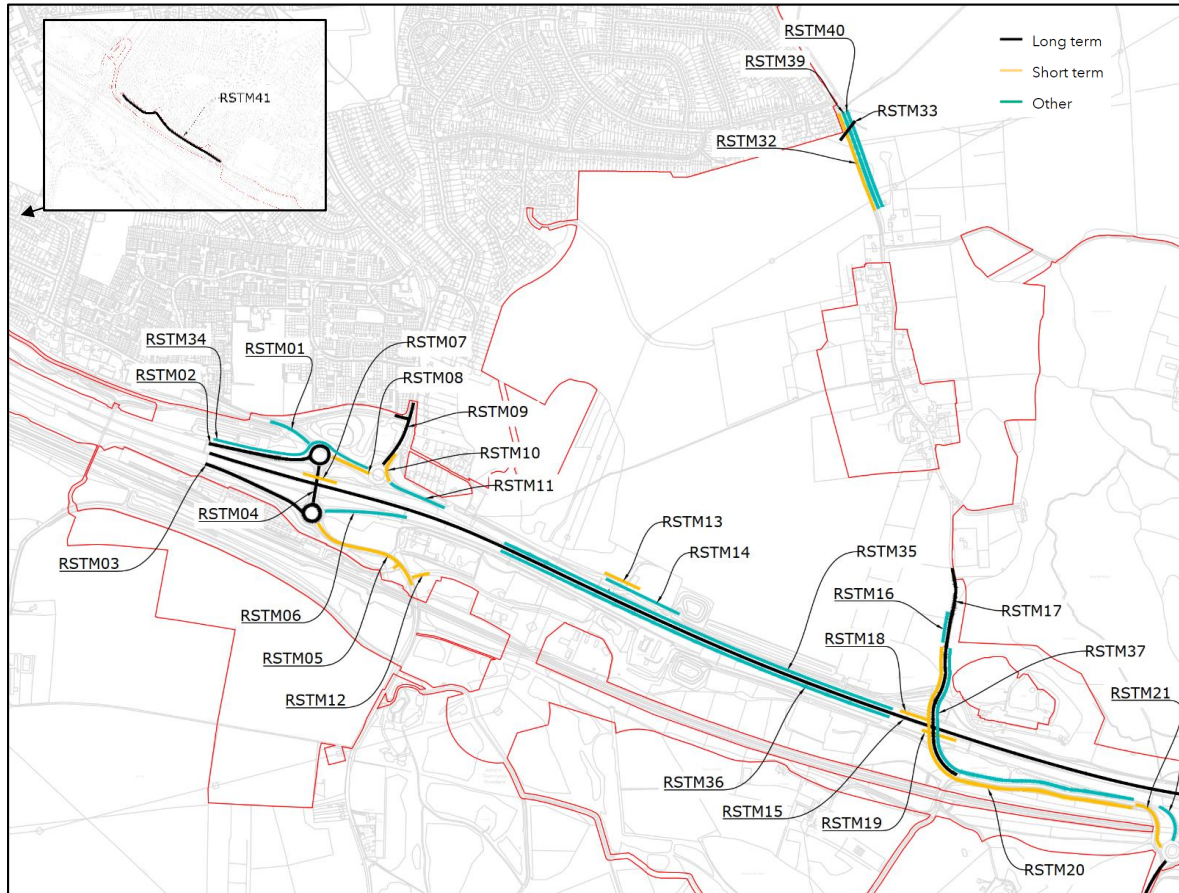 RSTM41
RSTM40
RSTM39
RSTM33
RSTM32
Long term
Short term
Other
RSTM34
RSTM01
RSTM02
RSTM07
RSTM08
RSTM09
RSTM10
RSTM11
RSTM04
RSTM03
RSTM06
RSTM05
RSTM12
RSTM13
RSTM14
RSTM35
RSTM16
RSTM17
RSTM18
RSTM37
RSTM21
RSTM36
RSTM15
RSTM19
RSTM20